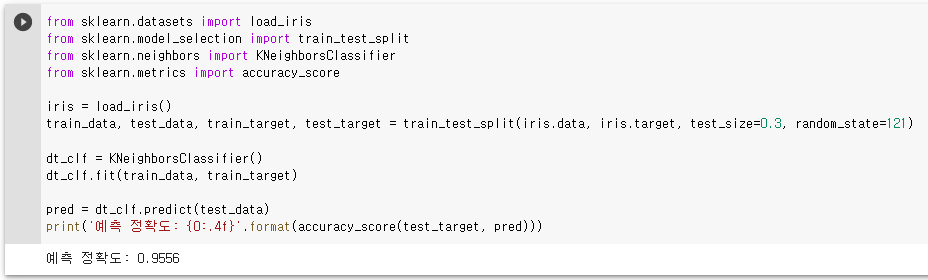 from sklearn.datasets import load_iris
from sklearn.model_selection import train_test_split
from sklearn.neighbors import KNeighborsClassifier
from sklearn.metrics import accuracy_score
iris = load_iris()
train_data, test_data, train_target, test_target = train_test_split(iris.data, iris.target, test_size=0.3, random_state=121)
dt_clf = KNeighborsClassifier()
dt_clf.fit(train_data, train_target)
pred = dt_clf.predict(test_data)
print('예측 정확도: {0:.4f}'.format(accuracy_score(test_target, pred)))
예측 정확도: 0.9556